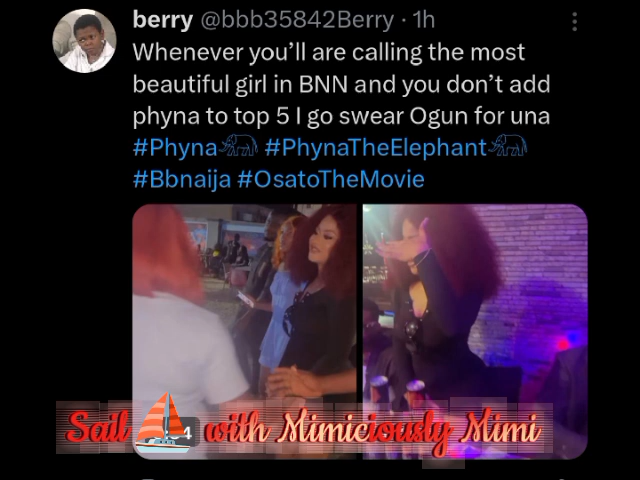 berry @bbb35842Berry · 1h
Whenever you’ll are calling the most
beautiful girl in BNN and you don’t add
phyna to top 5 I go swear Ogun for una
#Phyna #PhynaTheElephant
#Bbnaija #OsatoTheMovie
Sail with Mimiciously Mimi